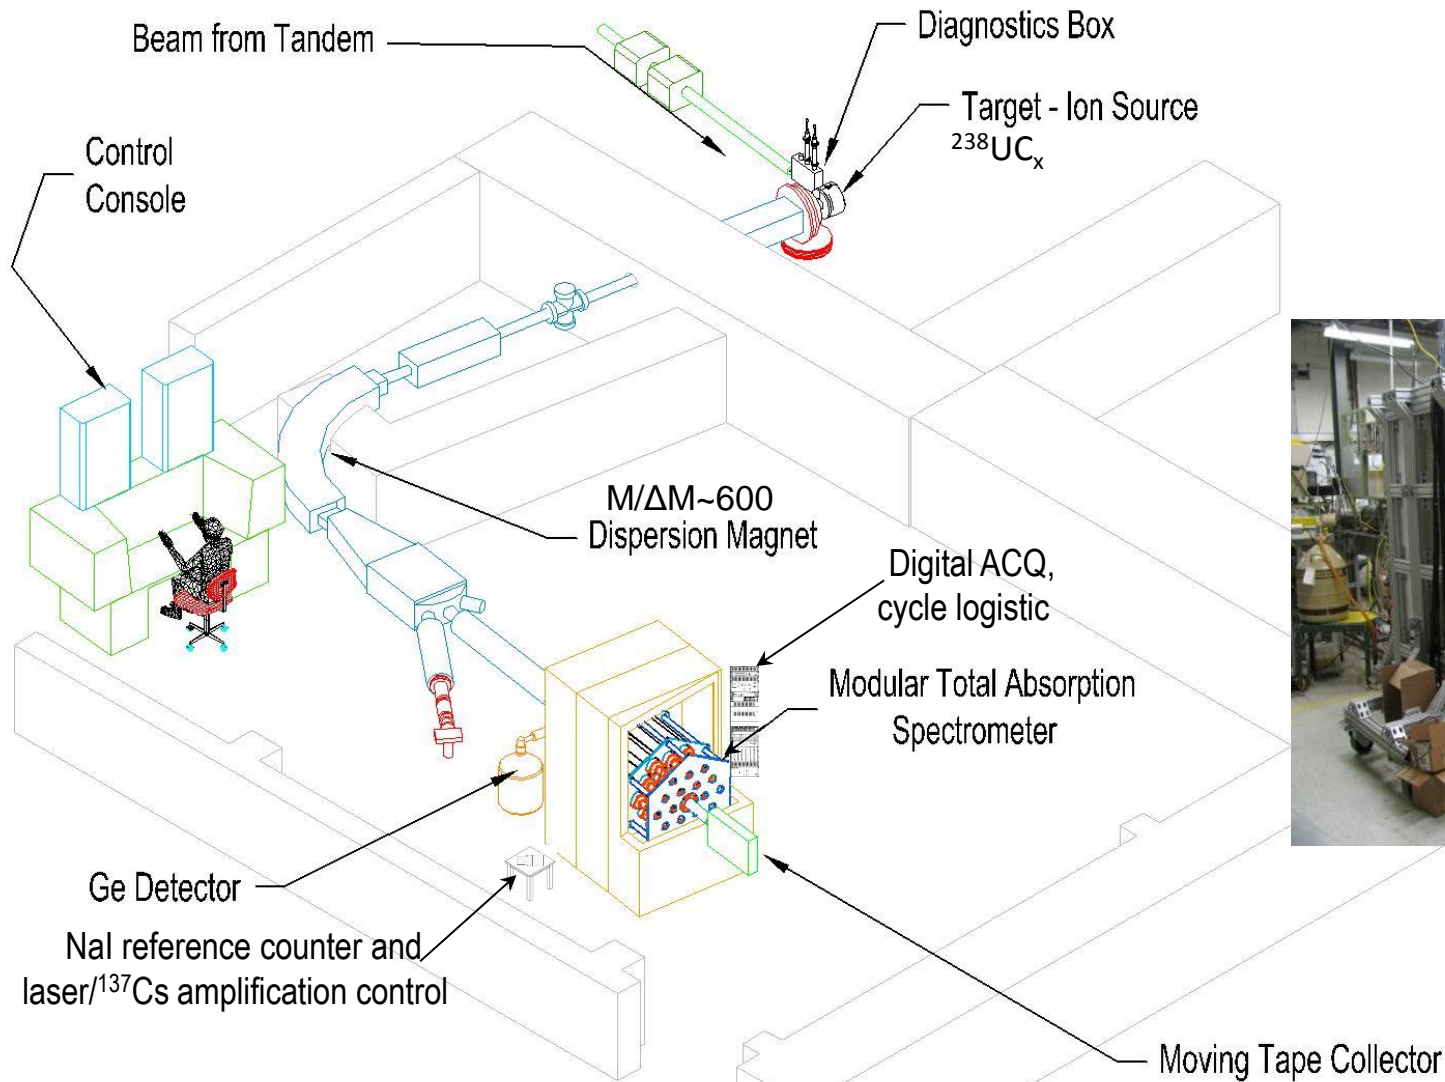 Beam from Tandem
Diagnostics Box
Target - Ion Source
²³⁸UCₓ
Control
Console
M/ΔM~600
Dispersion Magnet
Digital ACQ,
cycle logistic
Modular Total Absorption
Spectrometer
Ge Detector
NaI reference counter and
laser/¹³⁷Cs amplification control
Moving Tape Collector